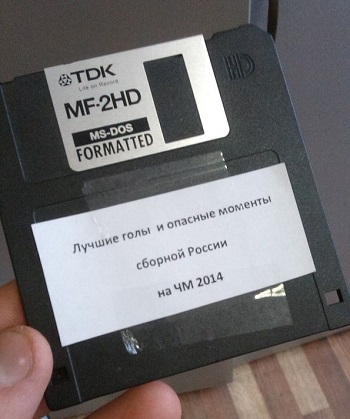 TDK
Life on Record
HD
MF-2HD
MS-DOS
FORMATTED
Лучшие голы и опасные моменты
сборной России
на ЧМ 2014